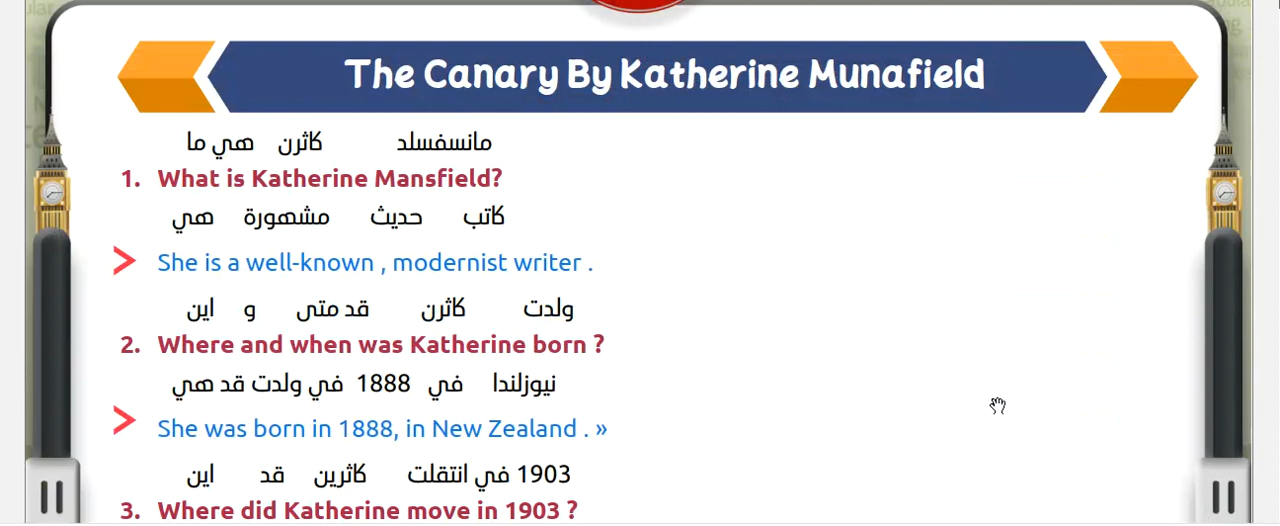 The Canary By Katherine Munafield
مانسفسلد كاثرن هي ما
1. What is Katherine Mansfield?
كاتب حديث مشهورة هي
She is a well-known , modernist writer .
ولدت كاثرن قد متى و اين
2. Where and when was Katherine born ?
نيوزلندا في 1888 في ولدت قد هي
She was born in 1888, in New Zealand . »
1903 في انتقلت كاثرين قد اين
3. Where did Katherine move in 1903 ?